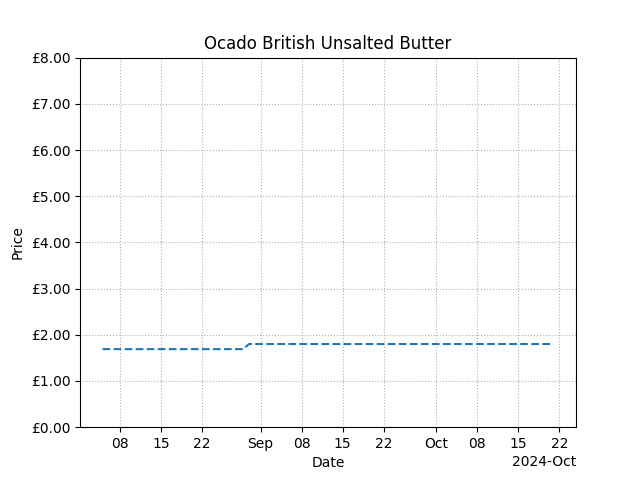 Ocado British Unsalted Butter
£8.00
£7.00
£6.00
£5.00
£4.00
£3.00
£2.00
£1.00
£0.00
Price
08 15 22 Sep 08 15 22 Oct 08 15 22
Date
2024-Oct